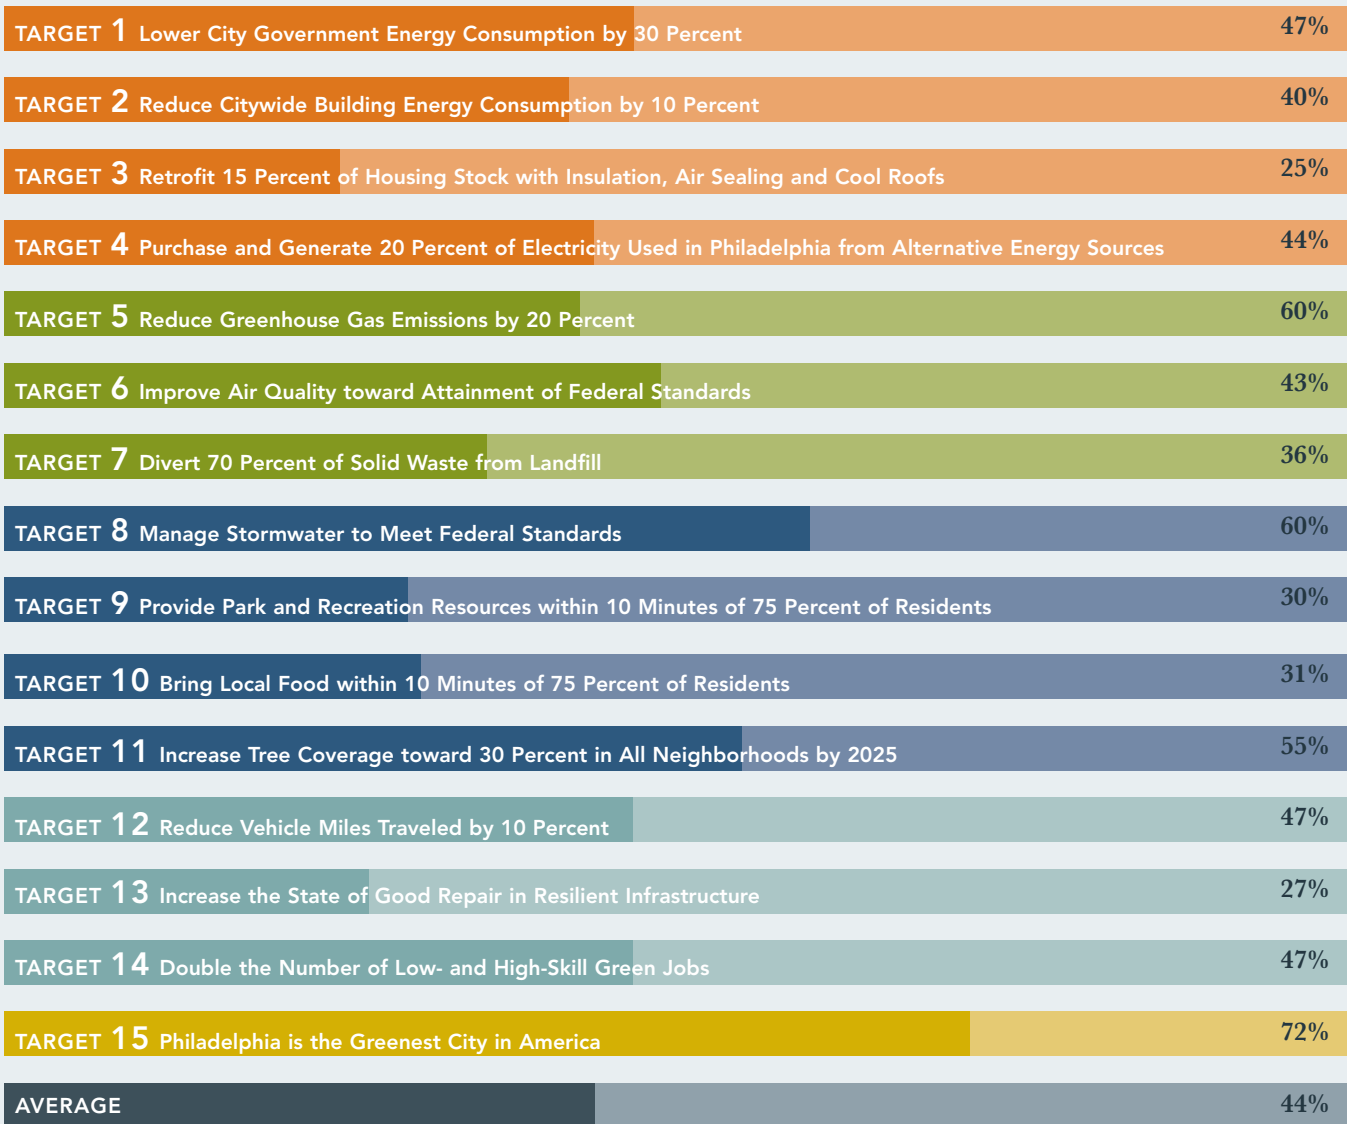 TARGET 1 Lower City Government Energy Consumption by 30 Percent 47%
TARGET 2 Reduce Citywide Building Energy Consumption by 10 Percent 40%
TARGET 3 Retrofit 15 Percent of Housing Stock with Insulation, Air Sealing and Cool Roofs 25%
TARGET 4 Purchase and Generate 20 Percent of Electricity Used in Philadelphia from Alternative Energy Sources 44%
TARGET 5 Reduce Greenhouse Gas Emissions by 20 Percent 60%
TARGET 6 Improve Air Quality toward Attainment of Federal Standards 43%
TARGET 7 Divert 70 Percent of Solid Waste from Landfill 36%
TARGET 8 Manage Stormwater to Meet Federal Standards 60%
TARGET 9 Provide Park and Recreation Resources within 10 Minutes of 75 Percent of Residents 30%
TARGET 10 Bring Local Food within 10 Minutes of 75 Percent of Residents 31%
TARGET 11 Increase Tree Coverage toward 30 Percent in All Neighborhoods by 2025 55%
TARGET 12 Reduce Vehicle Miles Traveled by 10 Percent 47%
TARGET 13 Increase the State of Good Repair in Resilient Infrastructure 27%
TARGET 14 Double the Number of Low- and High-Skill Green Jobs 47%
TARGET 15 Philadelphia is the Greenest City in America 72%
AVERAGE 44%